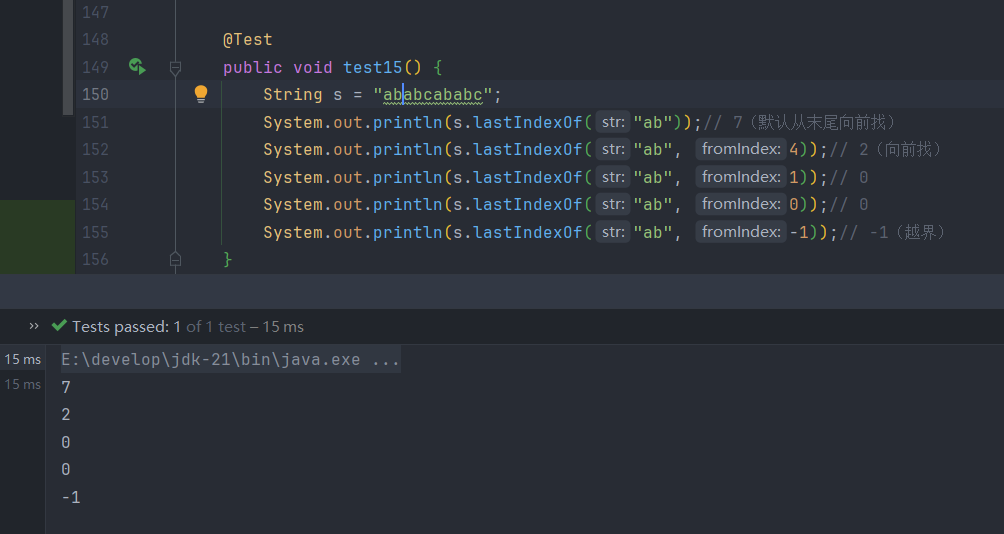 147
148 @Test
149 public void test15() {
150 String s = "ababcababc";
151 System.out.println(s.lastIndexOf( str: "ab"));// 7（默认从末尾向前找）
152 System.out.println(s.lastIndexOf( str: "ab", fromIndex: 4));// 2（向前找）
153 System.out.println(s.lastIndexOf( str: "ab", fromIndex: 1));// 0
154 System.out.println(s.lastIndexOf( str: "ab", fromIndex: 0));// 0
155 System.out.println(s.lastIndexOf( str: "ab", fromIndex: -1));// -1（越界）
156 }
›› Tests passed: 1 of 1 test – 15 ms
15 ms E:\develop\jdk-21\bin\java.exe ...
15 ms 7
2
0
0
-1